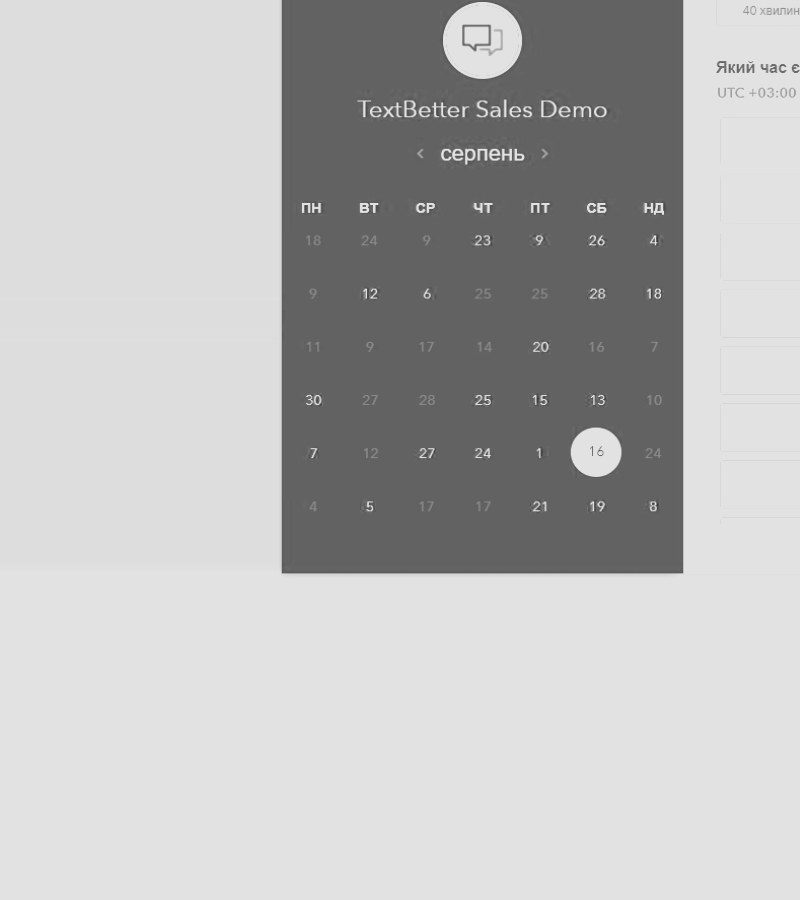 40 хвилин
TextBetter Sales Demo
Який час є
UTC +03:00
серпень
ПН ВТ СР ЧТ ПТ СБ НД
18 24 9 23 9 26 4
9 12 6 25 25 28 18
11 9 17 14 20 16 7
30 27 28 25 15 13 10
7 12 27 24 1 16 24
4 5 17 17 21 19 8